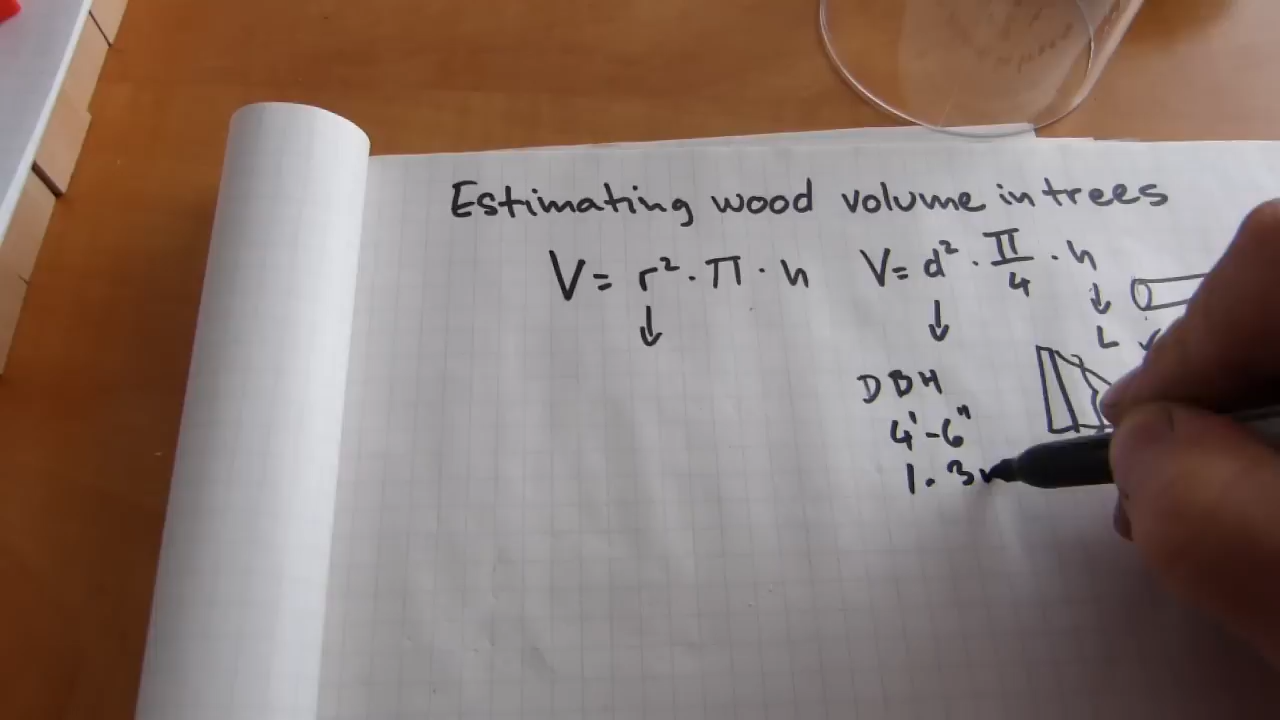 Estimating wood volume in trees
V = r² · π · h V = d² · π/4 · h
↓ ↓ ↓
L
DBH
4'-6"
1.3